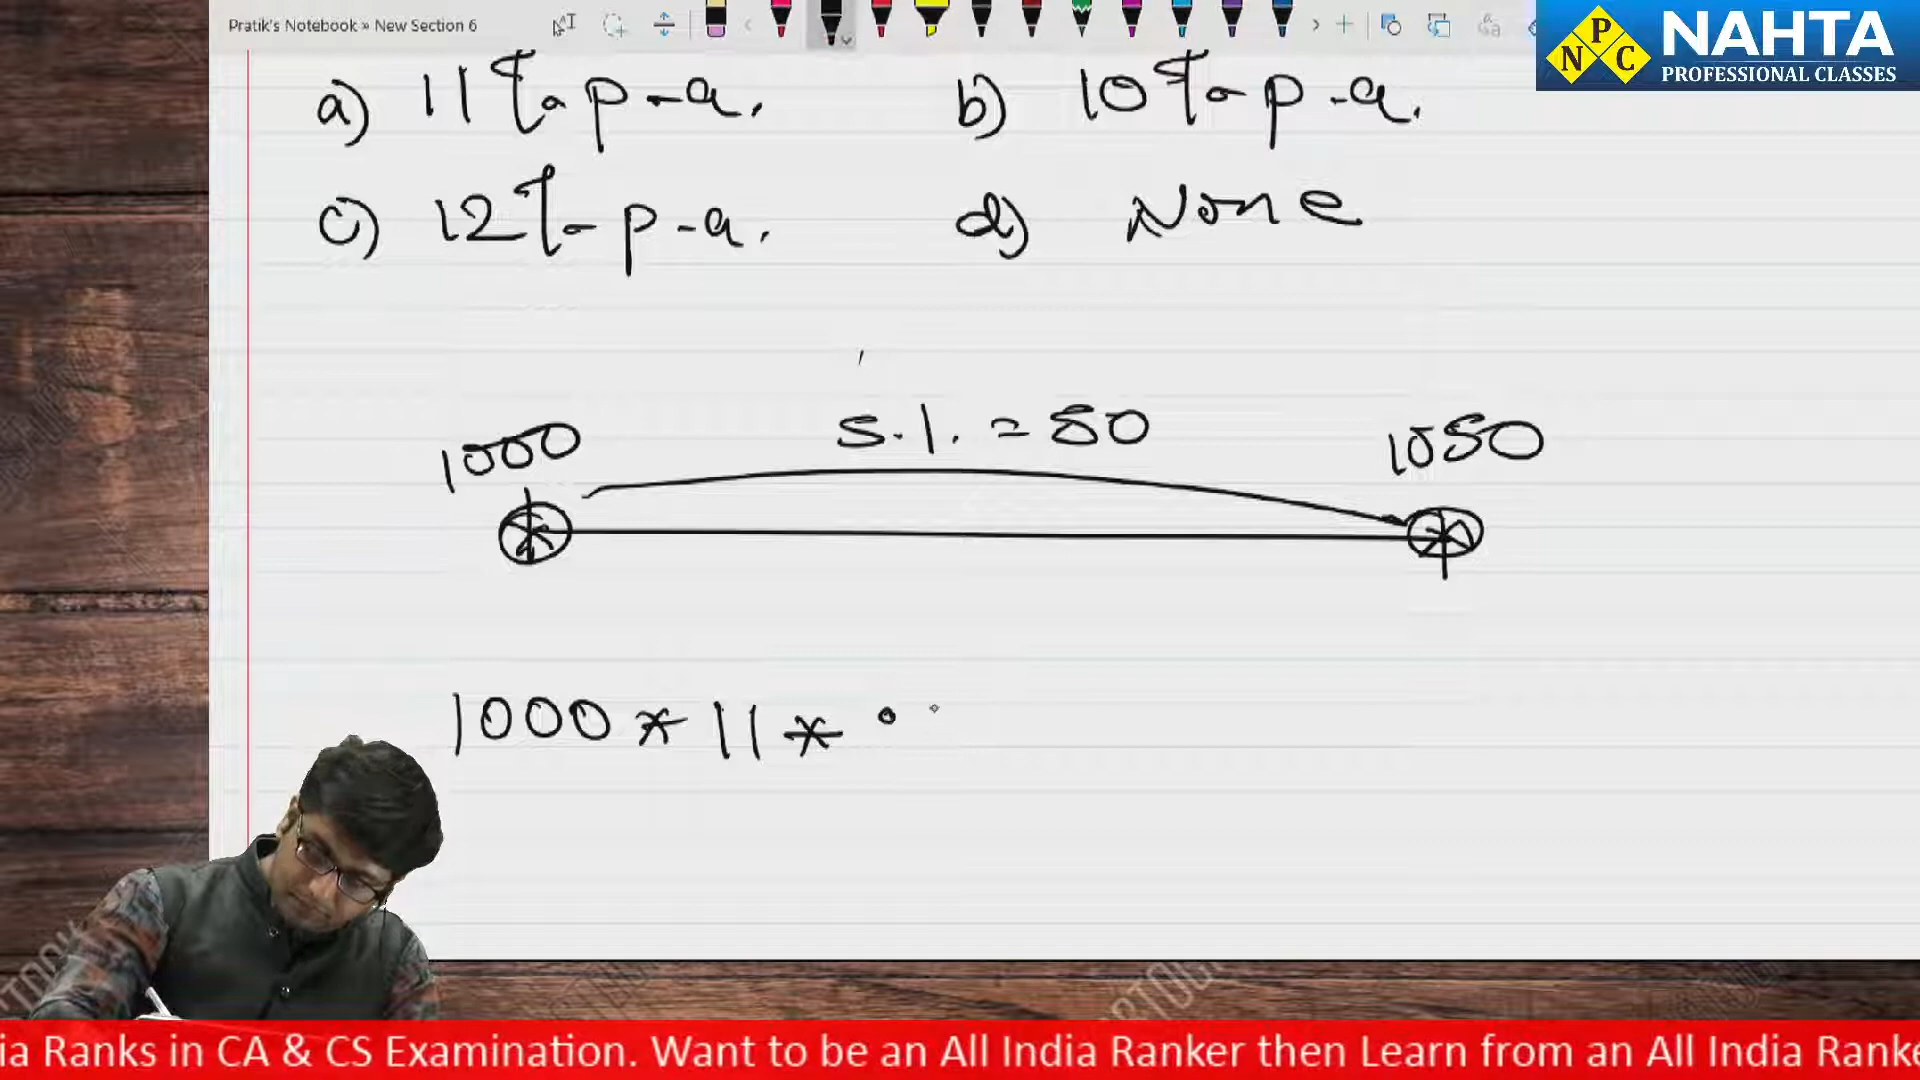 Pratik's Notebook » New Section 6
NPC
NAHTA
PROFESSIONAL CLASSES
a) 11% p.a.
b) 10% p.a.
c) 12% p.a.
d) None
1000
S.I. = 50
1050
1000 * 11 * .
ia Ranks in CA & CS Examination. Want to be an All India Ranker then Learn from an All India Ranke